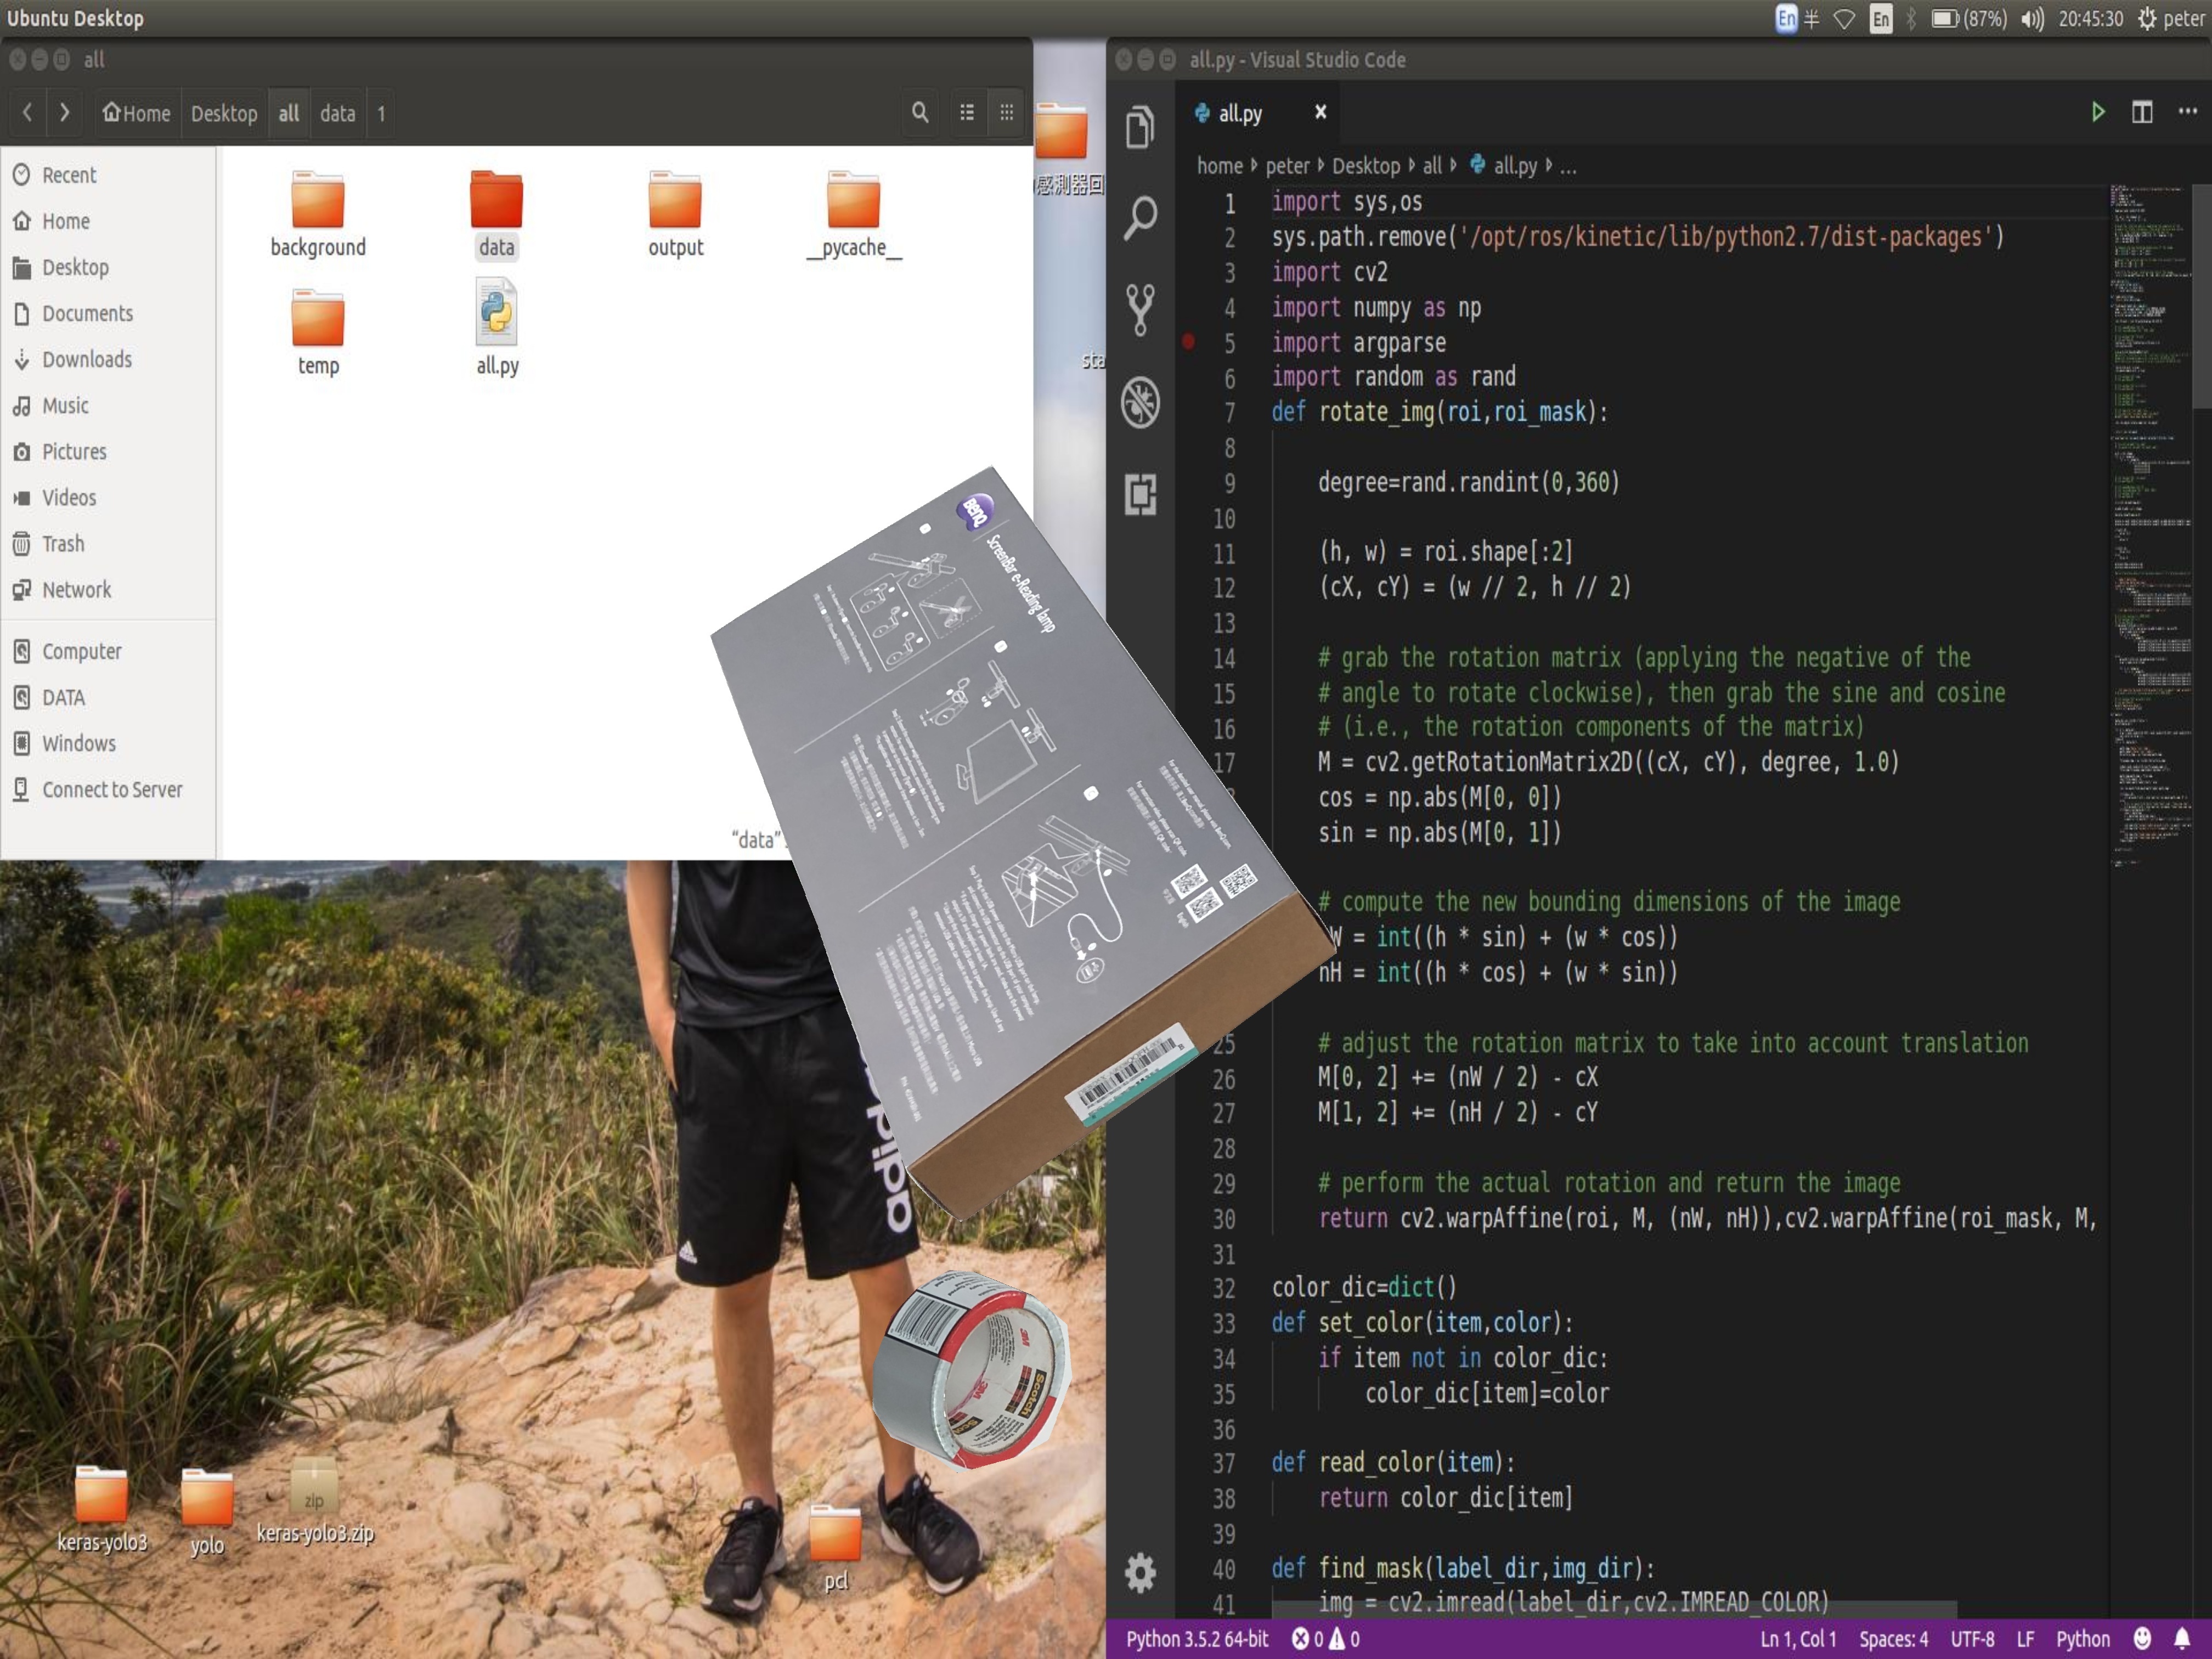 Ubuntu Desktop
En
En
(87%)
20:45:30
peter
all
Home
Desktop
all
data
1
Recent
Home
Desktop
Documents
Downloads
Music
Pictures
Videos
Trash
Network
Computer
DATA
Windows
Connect to Server
background
data
output
__pycache__
temp
all.py
"data"
感測器回
sta
BenQ
ScreenBar e-Reading lamp
adida
Scotch
3M
keras-yolo3
yolo
zip
keras-yolo3.zip
pcl
all.py - Visual Studio Code
all.py
home
peter
Desktop
all
all.py
...
1 import sys,os
2 sys.path.remove('/opt/ros/kinetic/lib/python2.7/dist-packages')
3 import cv2
4 import numpy as np
5 import argparse
6 import random as rand
7 def rotate_img(roi,roi_mask):
8
9 degree=rand.randint(0,360)
10
11 (h, w) = roi.shape[:2]
12 (cX, cY) = (w // 2, h // 2)
13
14 # grab the rotation matrix (applying the negative of the
15 # angle to rotate clockwise), then grab the sine and cosine
16 # (i.e., the rotation components of the matrix)
17 M = cv2.getRotationMatrix2D((cX, cY), degree, 1.0)
cos = np.abs(M[0, 0])
sin = np.abs(M[0, 1])
# compute the new bounding dimensions of the image
W = int((h * sin) + (w * cos))
nH = int((h * cos) + (w * sin))
25 # adjust the rotation matrix to take into account translation
26 M[0, 2] += (nW / 2) - cX
27 M[1, 2] += (nH / 2) - cY
28
29 # perform the actual rotation and return the image
30 return cv2.warpAffine(roi, M, (nW, nH)),cv2.warpAffine(roi_mask, M,
31
32 color_dic=dict()
33 def set_color(item,color):
34 if item not in color_dic:
35 color_dic[item]=color
36
37 def read_color(item):
38 return color_dic[item]
39
40 def find_mask(label_dir,img_dir):
41 img = cv2.imread(label_dir,cv2.IMREAD_COLOR)
Python 3.5.2 64-bit
0
0
Ln 1, Col 1
Spaces: 4
UTF-8
LF
Python